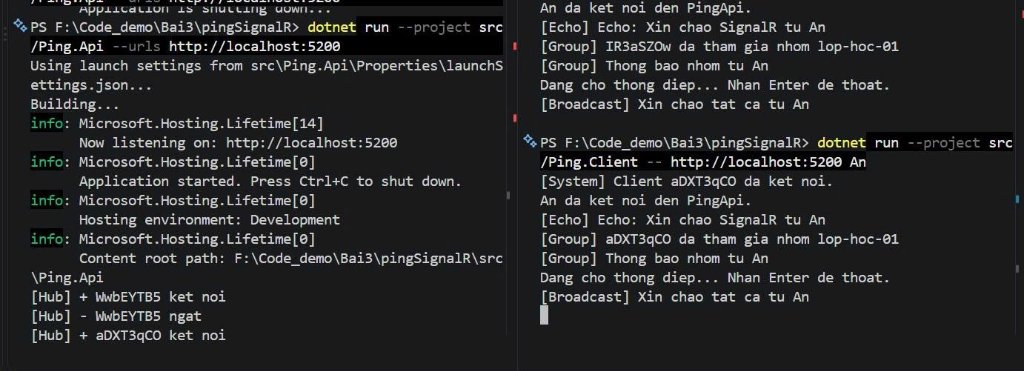 Application is shutting down...
PS F:\Code_demo\Bai3\pingSignalR> dotnet run --project src
/Ping.Api --urls http://localhost:5200
Using launch settings from src\Ping.Api\Properties\launchS
ettings.json...
Building...
info: Microsoft.Hosting.Lifetime[14]
Now listening on: http://localhost:5200
info: Microsoft.Hosting.Lifetime[0]
Application started. Press Ctrl+C to shut down.
info: Microsoft.Hosting.Lifetime[0]
Hosting environment: Development
info: Microsoft.Hosting.Lifetime[0]
Content root path: F:\Code_demo\Bai3\pingSignalR\src
\Ping.Api
[Hub] + WwbEYTB5 ket noi
[Hub] - WwbEYTB5 ngat
[Hub] + aDXT3qCO ket noi
An da ket noi den PingApi.
[Echo] Echo: Xin chao SignalR tu An
[Group] IR3aSZOw da tham gia nhom lop-hoc-01
[Group] Thong bao nhom tu An
Dang cho thong diep... Nhan Enter de thoat.
[Broadcast] Xin chao tat ca tu An
PS F:\Code_demo\Bai3\pingSignalR> dotnet run --project src
/Ping.Client -- http://localhost:5200 An
[System] Client aDXT3qCO da ket noi.
An da ket noi den PingApi.
[Echo] Echo: Xin chao SignalR tu An
[Group] aDXT3qCO da tham gia nhom lop-hoc-01
[Group] Thong bao nhom tu An
Dang cho thong diep... Nhan Enter de thoat.
[Broadcast] Xin chao tat ca tu An